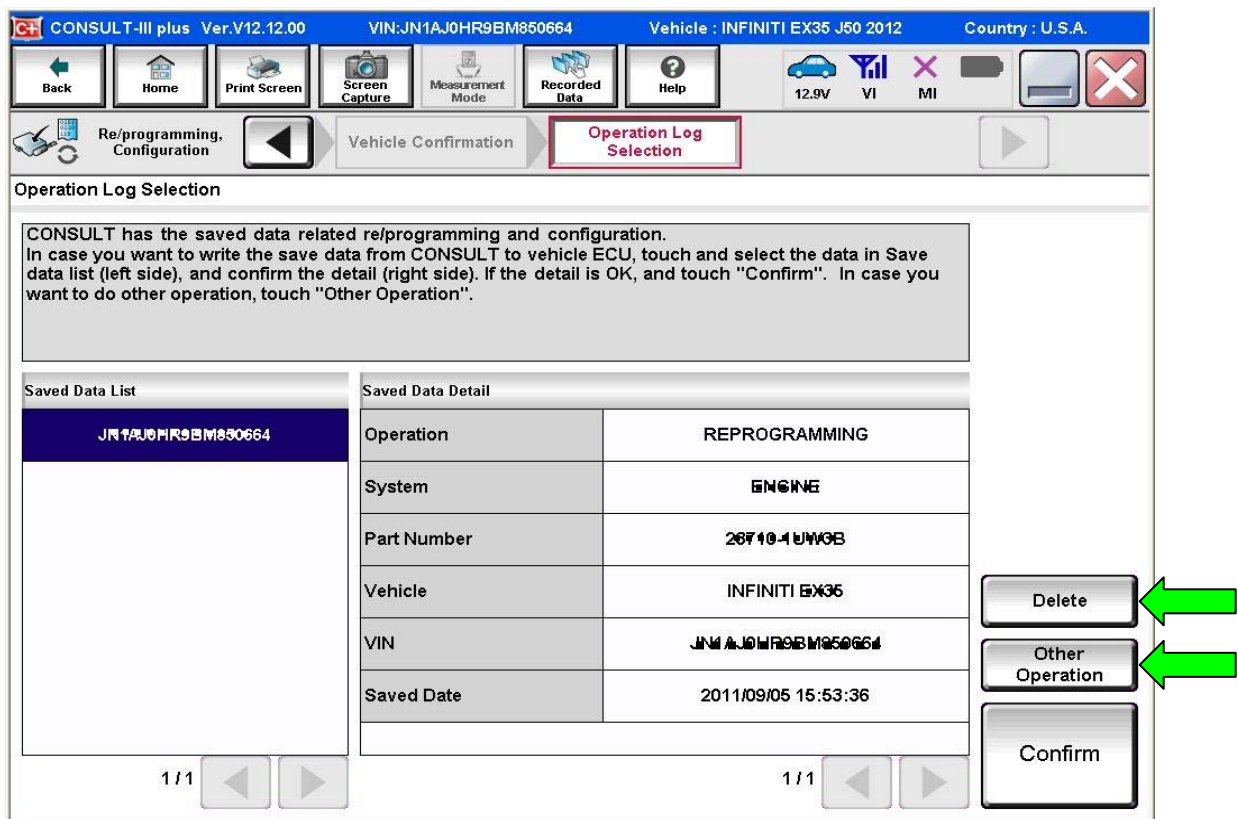 C+ CONSULT-III plus Ver.V12.12.00 VIN:JN1AJ0HR9BM850664 Vehicle : INFINITI EX35 J50 2012 Country : U.S.A.
Back Home Print Screen Screen Capture Measurement Mode Recorded Data Help 12.9V VI MI
Re/programming, Configuration Vehicle Confirmation Operation Log Selection
Operation Log Selection
CONSULT has the saved data related re/programming and configuration.
In case you want to write the save data from CONSULT to vehicle ECU, touch and select the data in Save
data list (left side), and confirm the detail (right side). If the detail is OK, and touch "Confirm". In case you
want to do other operation, touch "Other Operation".
Saved Data List Saved Data Detail
JN1AJ0HR9BM850664
Operation REPROGRAMMING
System ENGINE
Part Number
Vehicle INFINITI EX35
VIN JN1AJ0HR9BM850664
Saved Date 2011/09/05 15:53:36
Delete
Other
Operation
Confirm
1/1 1/1